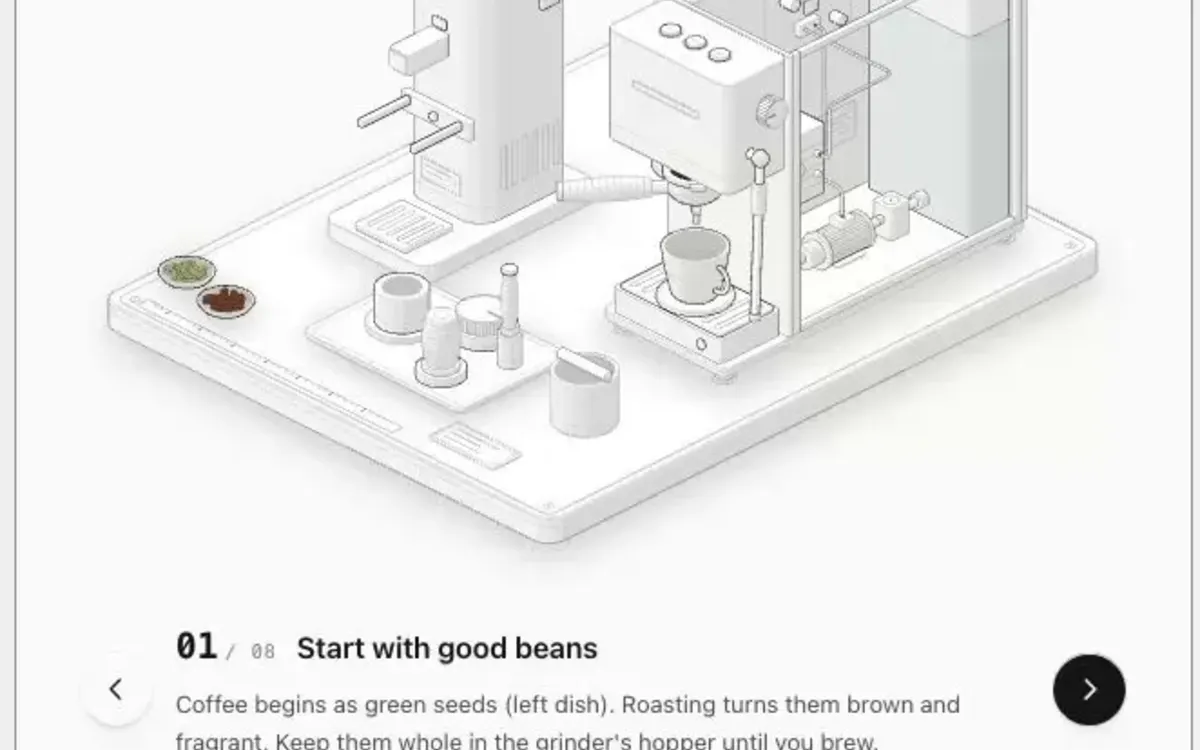 01 / 08 Start with good beans
Coffee begins as green seeds (left dish). Roasting turns them brown and
fragrant. Keep them whole in the grinder's hopper until you brew.